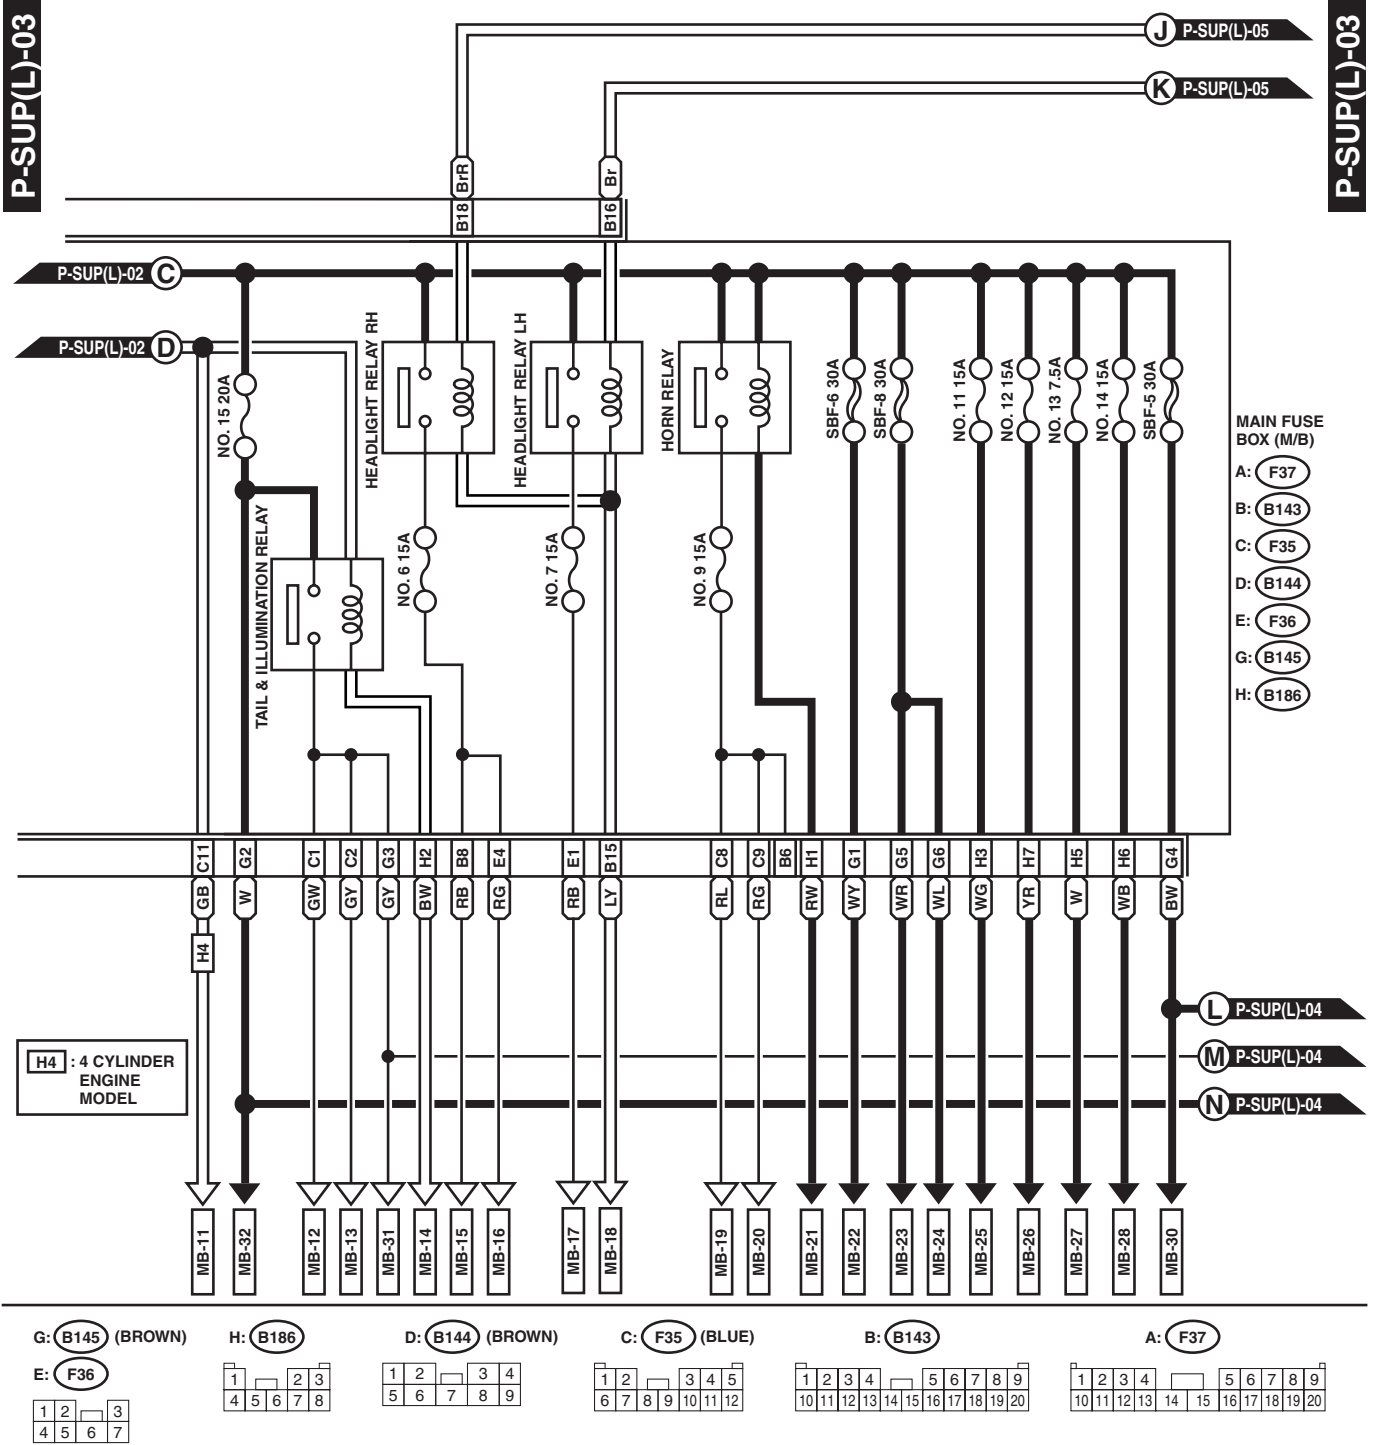 P-SUP(L)-03
P-SUP(L)-03
J P-SUP(L)-05
K P-SUP(L)-05
BrR
Br
B18
B16
P-SUP(L)-02 C
P-SUP(L)-02 D
NO. 15 20A
HEADLIGHT RELAY RH
HEADLIGHT RELAY LH
HORN RELAY
SBF-6 30A
SBF-8 30A
NO. 11 15A
NO. 12 15A
NO. 13 7.5A
NO. 14 15A
SBF-5 30A
MAIN FUSE
BOX (M/B)
A: F37
B: B143
C: F35
D: B144
E: F36
G: B145
H: B186
TAIL & ILLUMINATION RELAY
NO. 6 15A
NO. 7 15A
NO. 9 15A
C11 G2 C1 C2 G3 H2 B8 E4 E1 B15 C8 C9 B6 H1 G1 G5 G6 H3 H7 H5 H6 G4
GB W GW GY GY BW RB RG RB LY RL RG RW WY WR WL WG YR W WB BW
H4
L P-SUP(L)-04
H4 : 4 CYLINDER
ENGINE
MODEL
M P-SUP(L)-04
N P-SUP(L)-04
MB-11 MB-32 MB-12 MB-13 MB-31 MB-14 MB-15 MB-16 MB-17 MB-18 MB-19 MB-20 MB-21 MB-22 MB-23 MB-24 MB-25 MB-26 MB-27 MB-28 MB-30
G: B145 (BROWN)
E: F36
1 2 3
4 5 6 7
H: B186
1 2 3
4 5 6 7 8
D: B144 (BROWN)
1 2 3 4
5 6 7 8 9
C: F35 (BLUE)
1 2 3 4 5
6 7 8 9 10 11 12
B: B143
1 2 3 4 5 6 7 8 9
10 11 12 13 14 15 16 17 18 19 20
A: F37
1 2 3 4 5 6 7 8 9
10 11 12 13 14 15 16 17 18 19 20